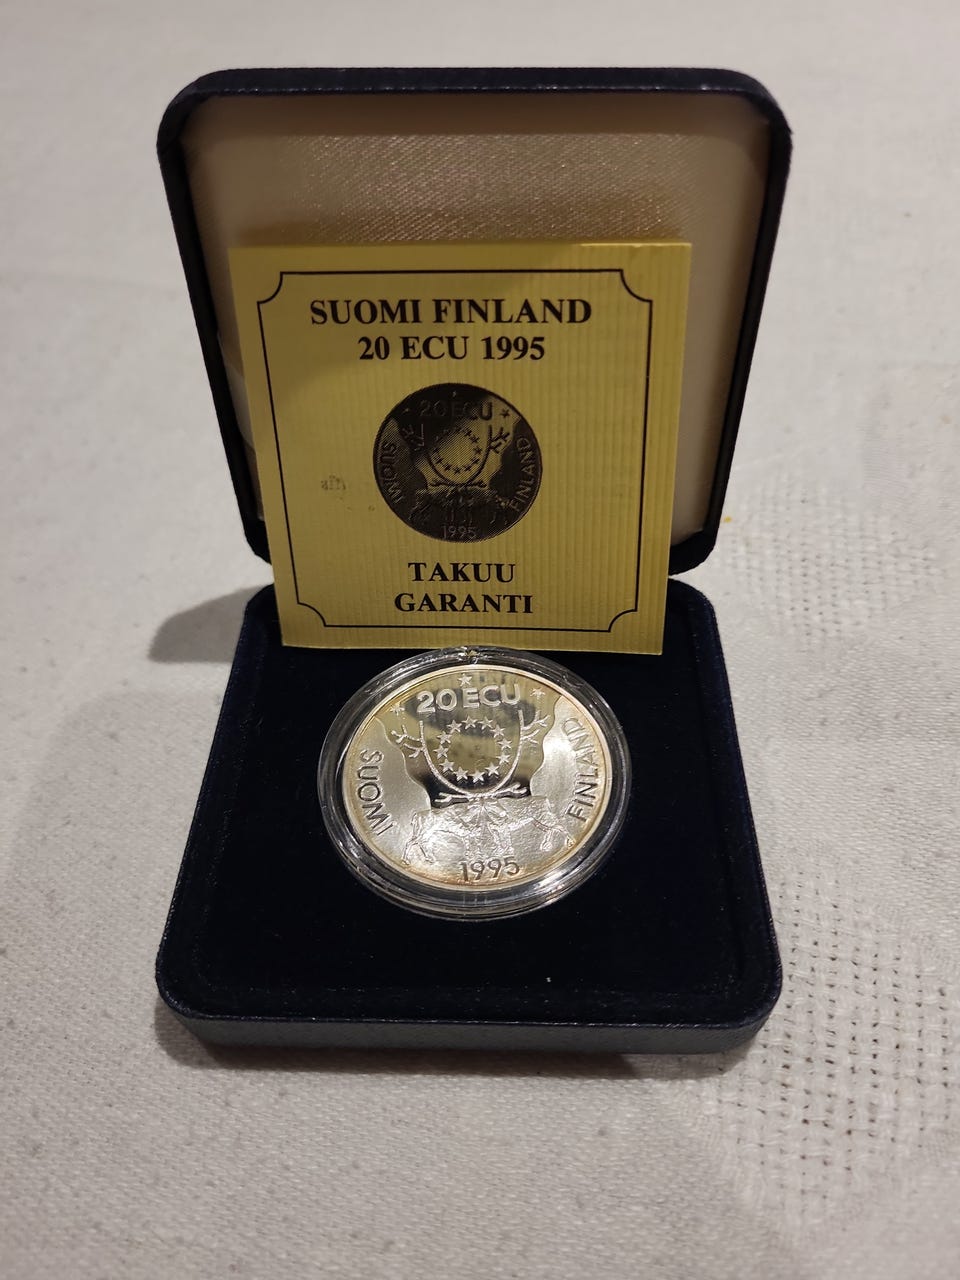 SUOMI FINLAND
20 ECU 1995
20 ECU
SUOMI
FINLAND
1995
TAKUU
GARANTI
20 ECU
SUOMI
FINLAND
1995